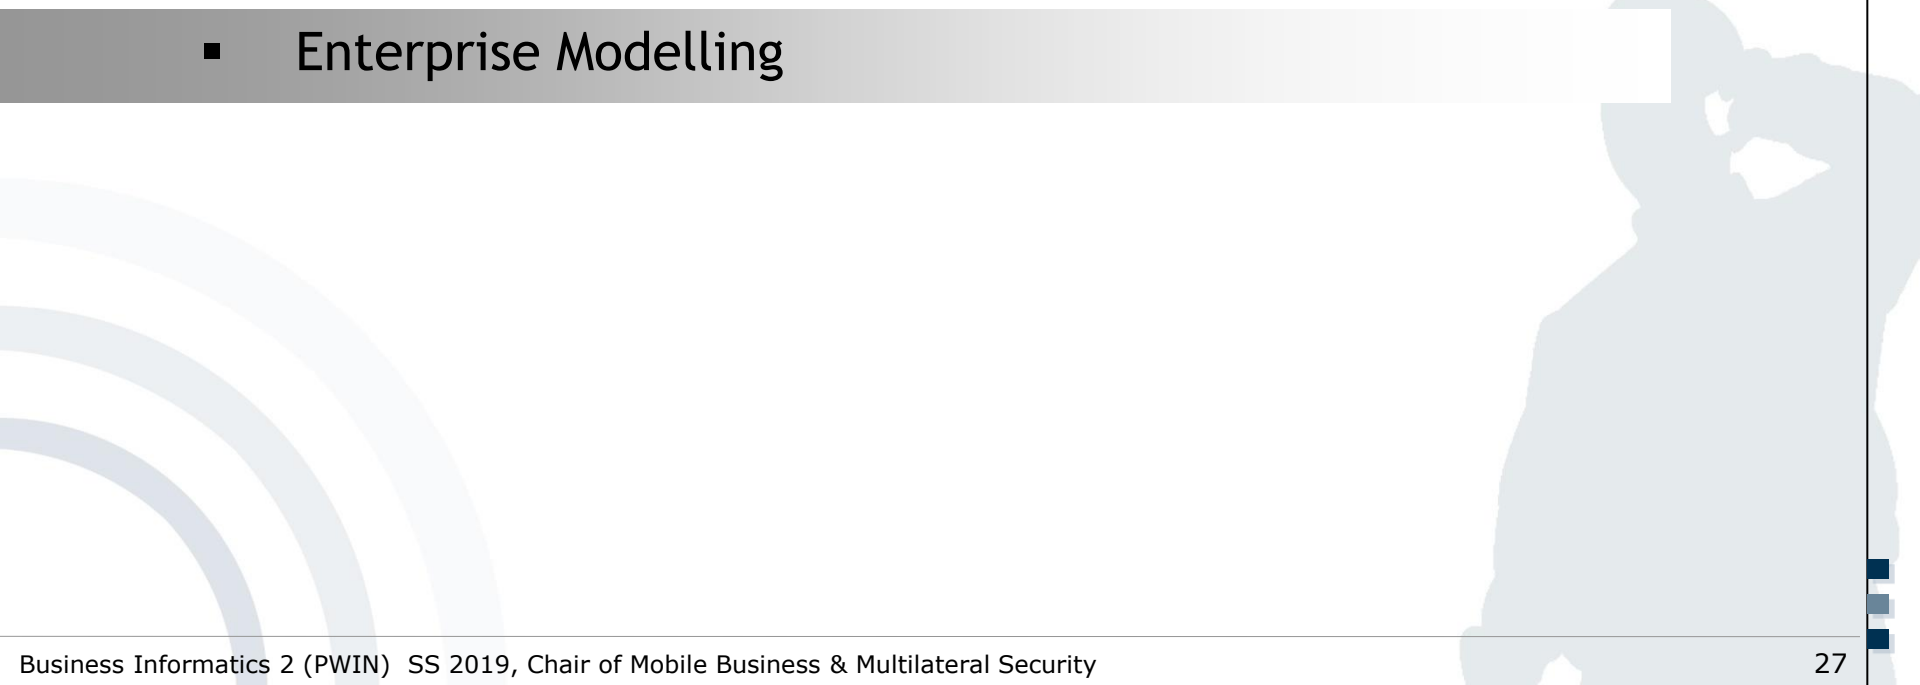 ▪ Enterprise Modelling
Business Informatics 2 (PWIN) SS 2019, Chair of Mobile Business & Multilateral Security
27